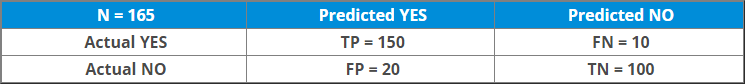 N = 165 Predicted YES Predicted NO
Actual YES TP = 150 FN = 10
Actual NO FP = 20 TN = 100